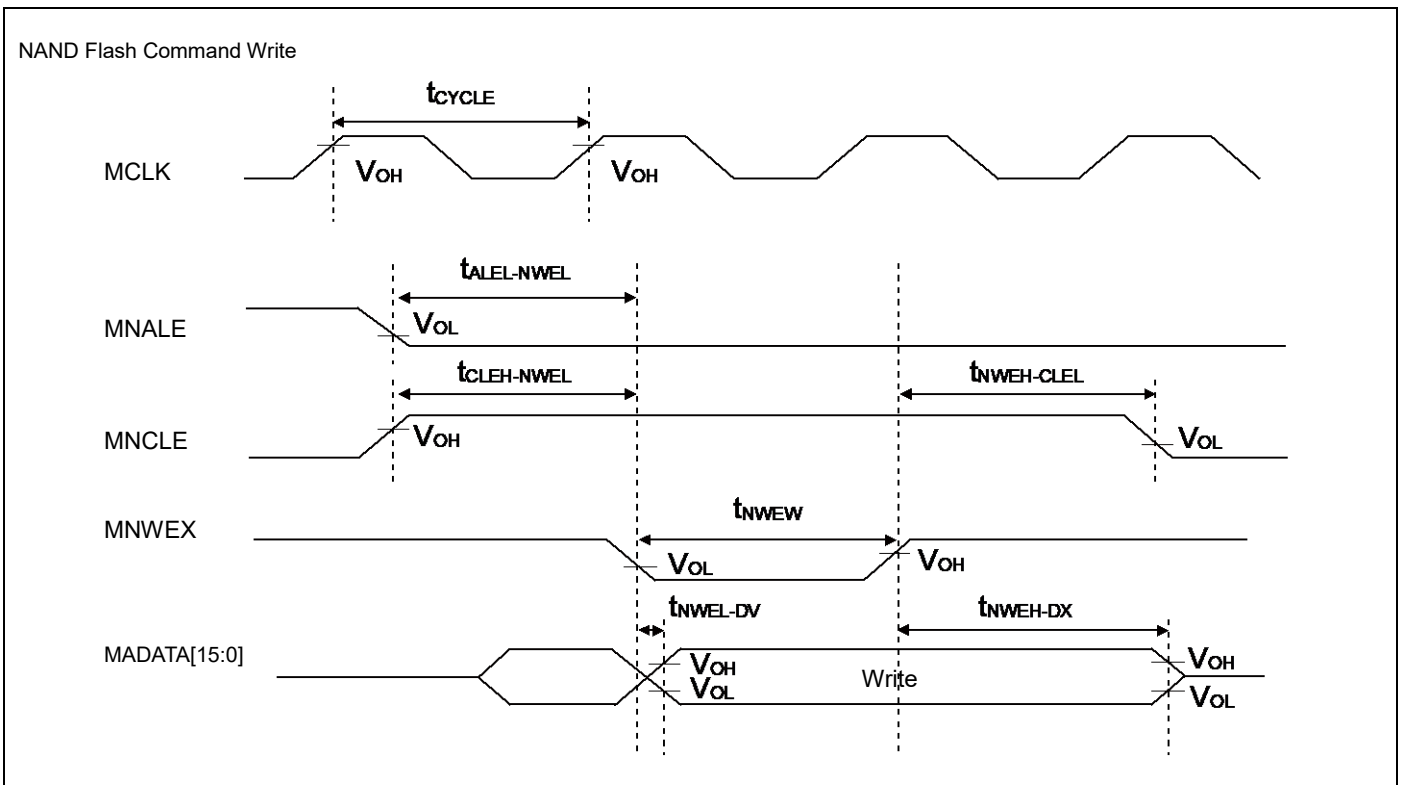 NAND Flash Command Write
tCYCLE
MCLK
VOH
VOH
tALEL-NWEL
MNALE
VOL
tCLEH-NWEL
tNWEH-CLEL
MNCLE
VOH
VOL
tNWEW
MNWEX
VOL
VOH
tNWEL-DV
tNWEH-DX
MADATA[15:0]
VOH
VOL
Write
VOH
VOL